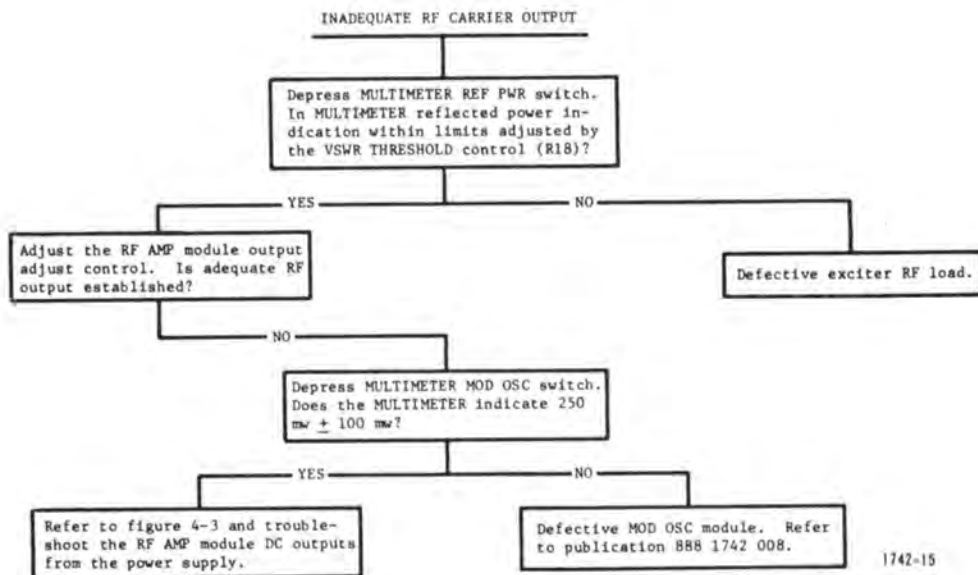 INADEQUATE RF CARRIER OUTPUT
Depress MULTIMETER REF PWR switch.
In MULTIMETER reflected power in-
dication within limits adjusted by
the VSWR THRESHOLD control (R18)?
YES
NO
Adjust the RF AMP module output
adjust control. Is adequate RF
output established?
Defective exciter RF load.
NO
Depress MULTIMETER MOD OSC switch.
Does the MULTIMETER indicate 250
mw ± 100 mw?
YES
NO
Refer to figure 4-3 and trouble-
shoot the RF AMP module DC outputs
from the power supply.
Defective MOD OSC module. Refer
to publication 888 1742 008.
1742-15